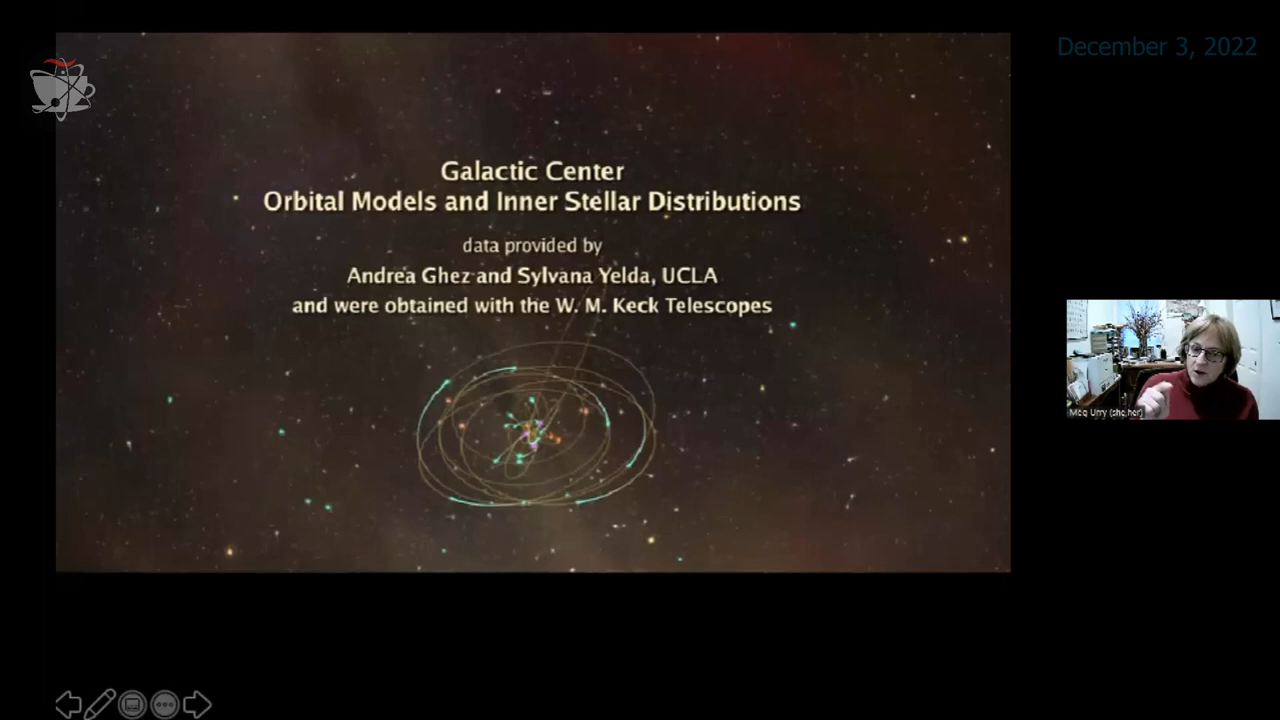 December 3, 2022
Galactic Center
Orbital Models and Inner Stellar Distributions
data provided by
Andrea Ghez and Sylvana Yelda, UCLA
and were obtained with the W. M. Keck Telescopes
Meg Urry (she,her)